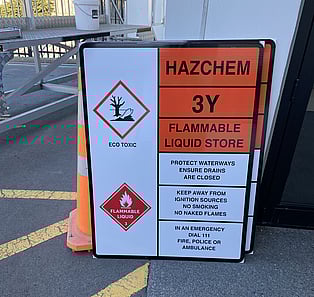 HAZCHEM
3Y
FLAMMABLE
LIQUID STORE
ECO TOXIC
PROTECT WATERWAYS
ENSURE DRAINS
ARE CLOSED
FLAMMABLE
LIQUID
KEEP AWAY FROM
IGNITION SOURCES
NO SMOKING
NO NAKED FLAMES
IN AN EMERGENCY
DIAL 111
FIRE, POLICE OR
AMBULANCE